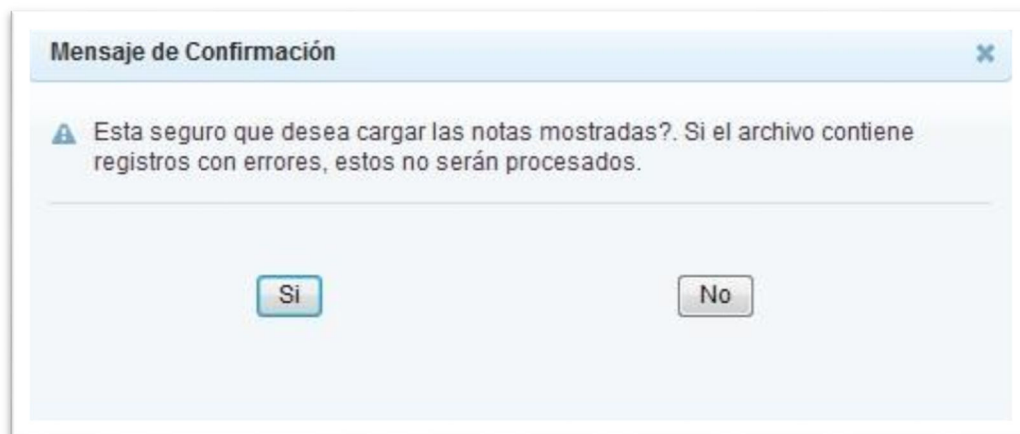 Mensaje de Confirmación
Esta seguro que desea cargar las notas mostradas?. Si el archivo contiene
registros con errores, estos no serán procesados.
Si
No